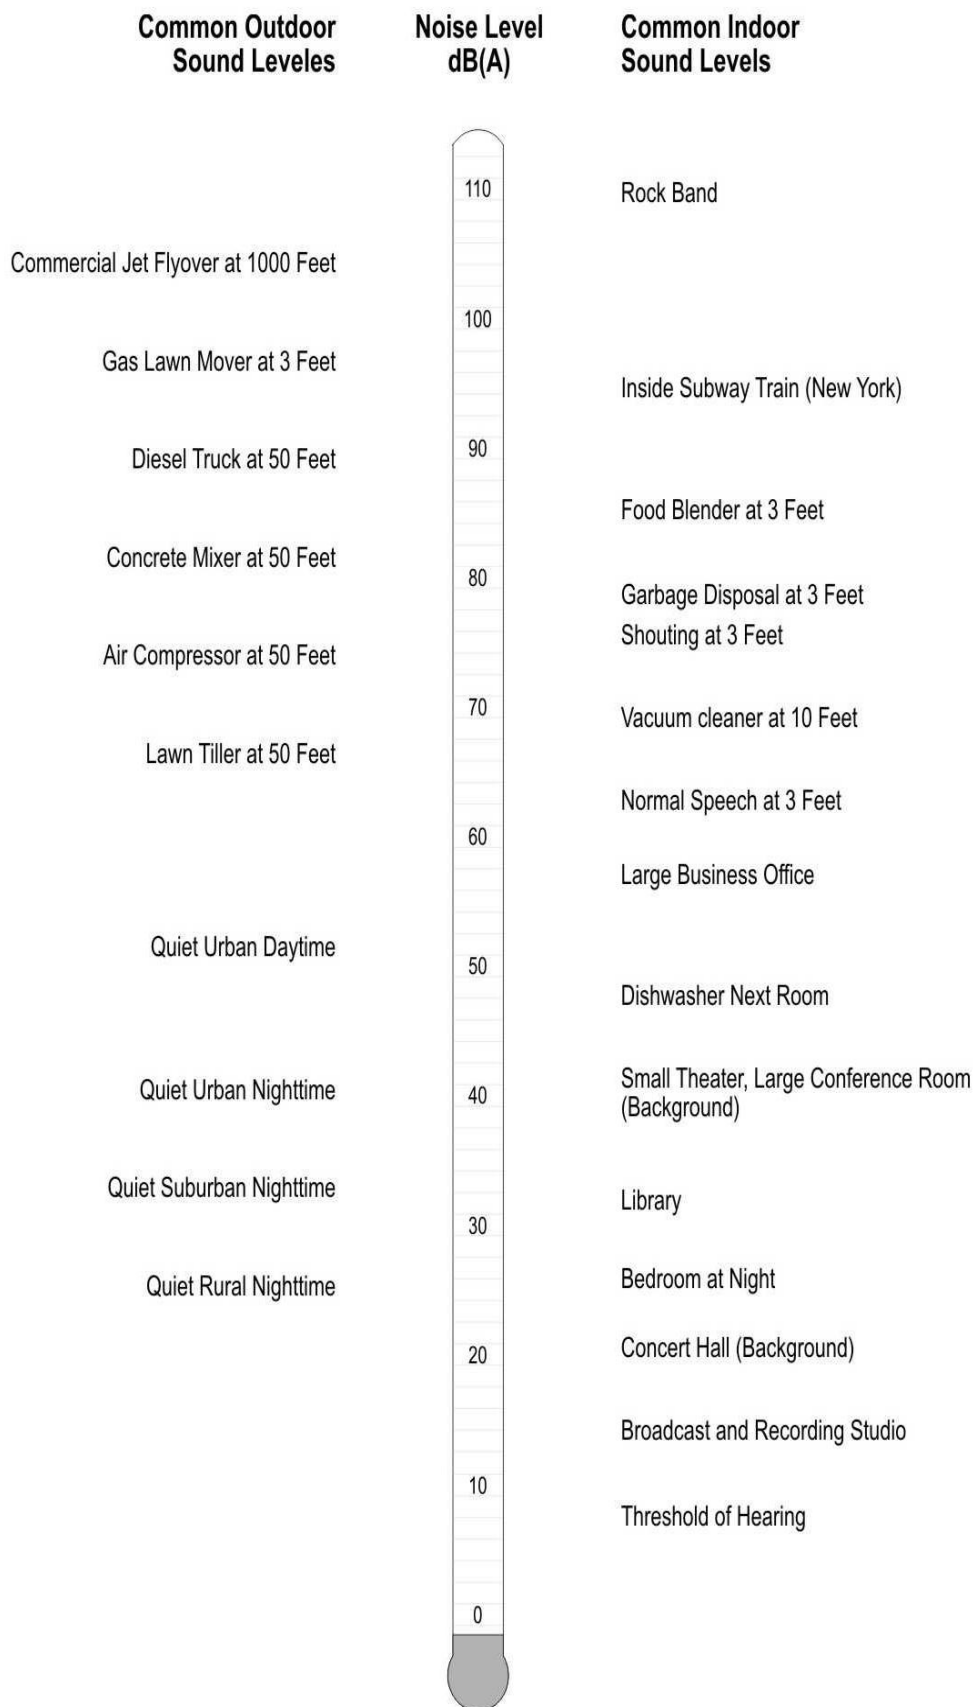 Common Outdoor
Sound Leveles
Noise Level
dB(A)
Common Indoor
Sound Levels
110
Rock Band
Commercial Jet Flyover at 1000 Feet
100
Gas Lawn Mover at 3 Feet
Inside Subway Train (New York)
90
Diesel Truck at 50 Feet
Food Blender at 3 Feet
Concrete Mixer at 50 Feet
80
Garbage Disposal at 3 Feet
Shouting at 3 Feet
Air Compressor at 50 Feet
70
Vacuum cleaner at 10 Feet
Lawn Tiller at 50 Feet
Normal Speech at 3 Feet
60
Large Business Office
Quiet Urban Daytime
50
Dishwasher Next Room
Quiet Urban Nighttime
40
Small Theater, Large Conference Room
(Background)
Quiet Suburban Nighttime
Library
30
Quiet Rural Nighttime
Bedroom at Night
20
Concert Hall (Background)
Broadcast and Recording Studio
10
Threshold of Hearing
0